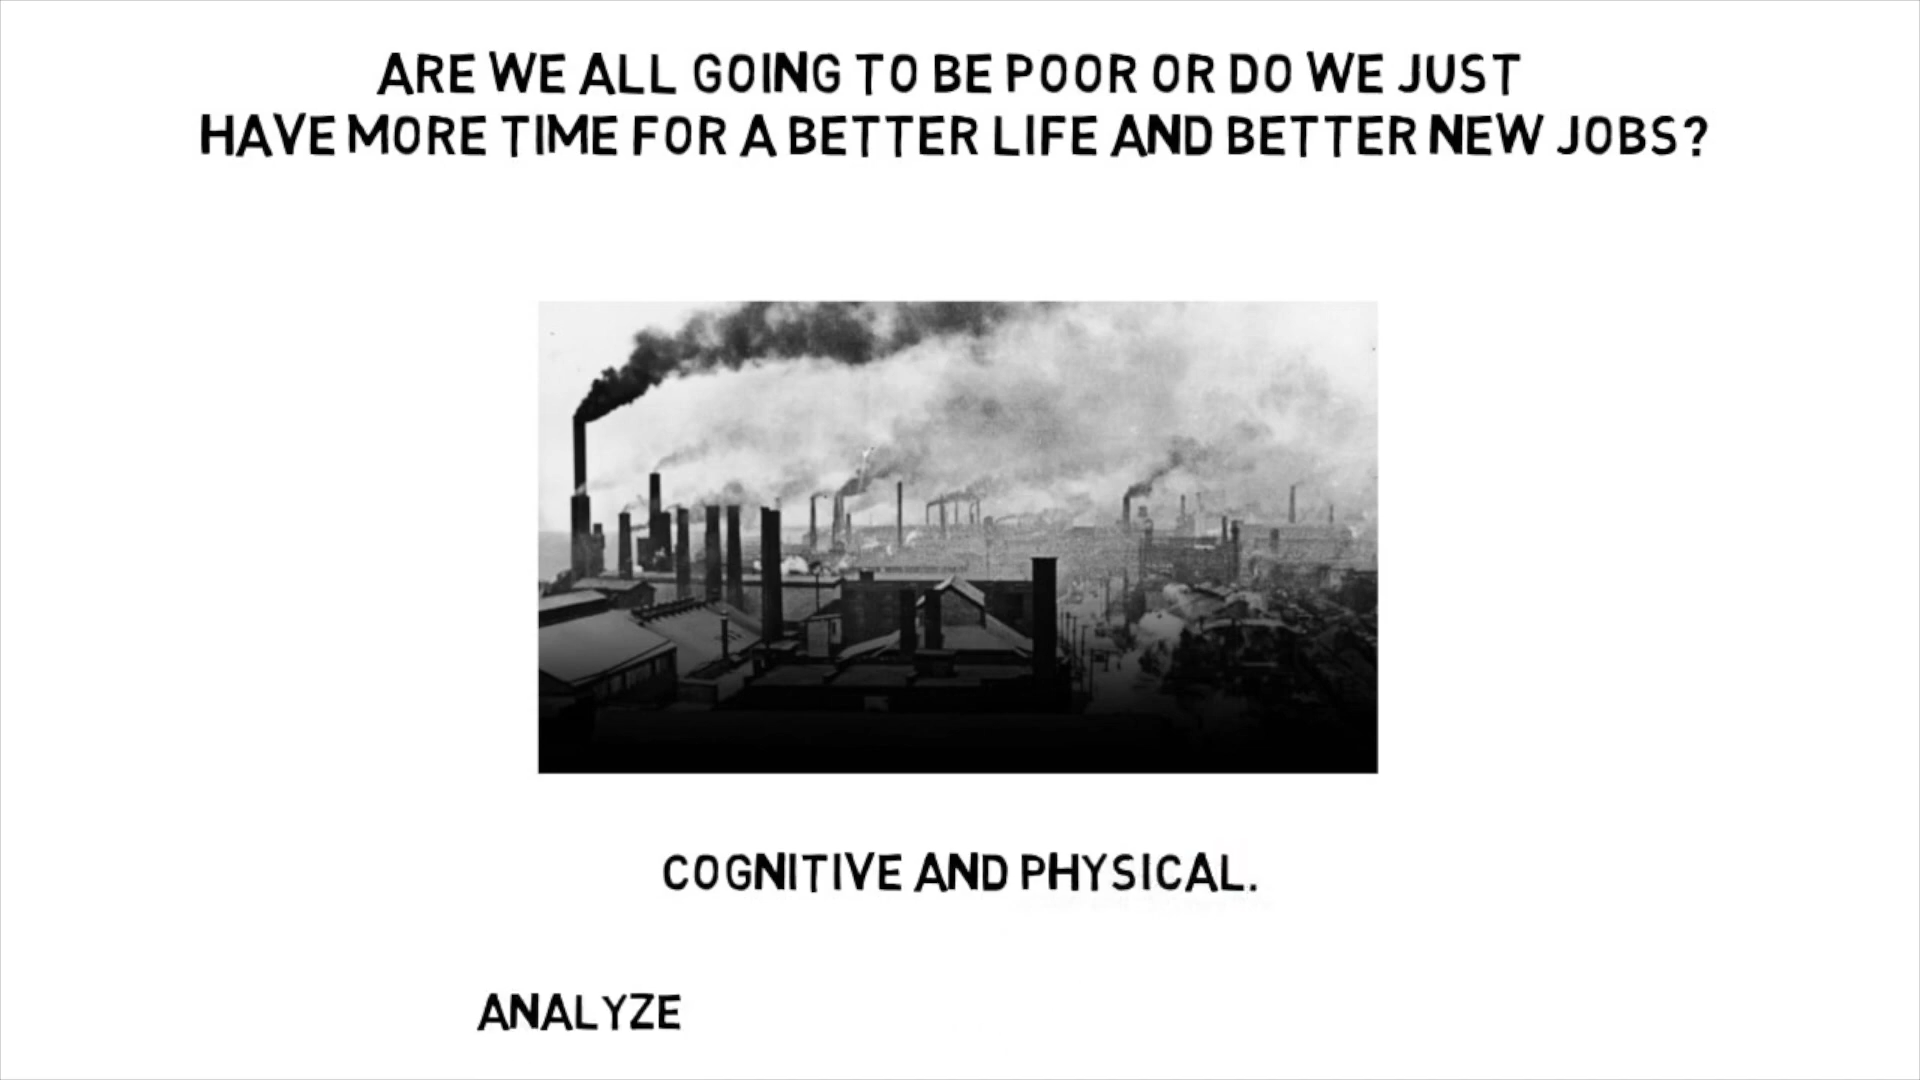 ARE WE ALL GOING TO BE POOR OR DO WE JUST
HAVE MORE TIME FOR A BETTER LIFE AND BETTER NEW JOBS?
COGNITIVE AND PHYSICAL.
ANALYZE